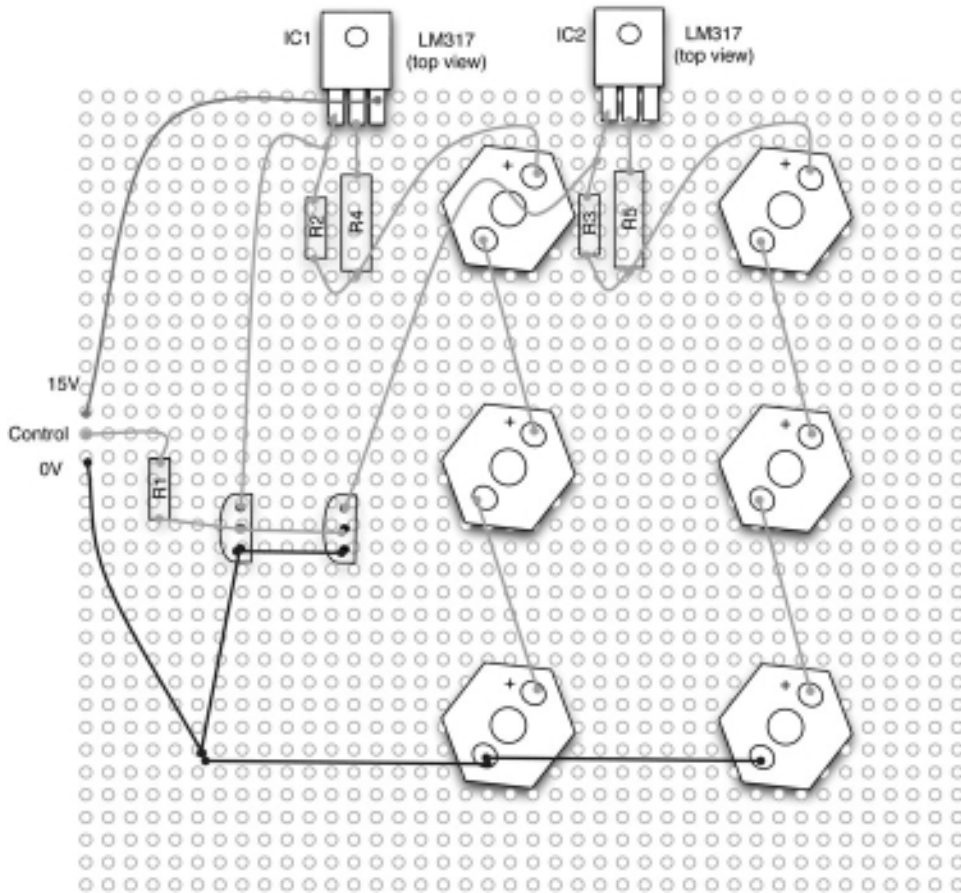 IC1
LM317
(top view)
IC2
LM317
(top view)
+
+
R2
R4
R3
R5
15V
Control
0V
+
+
R1
+
+